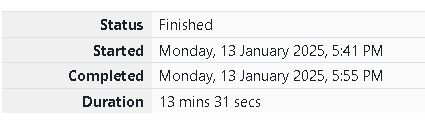 Status Finished
Started Monday, 13 January 2025, 5:41 PM
Completed Monday, 13 January 2025, 5:55 PM
Duration 13 mins 31 secs